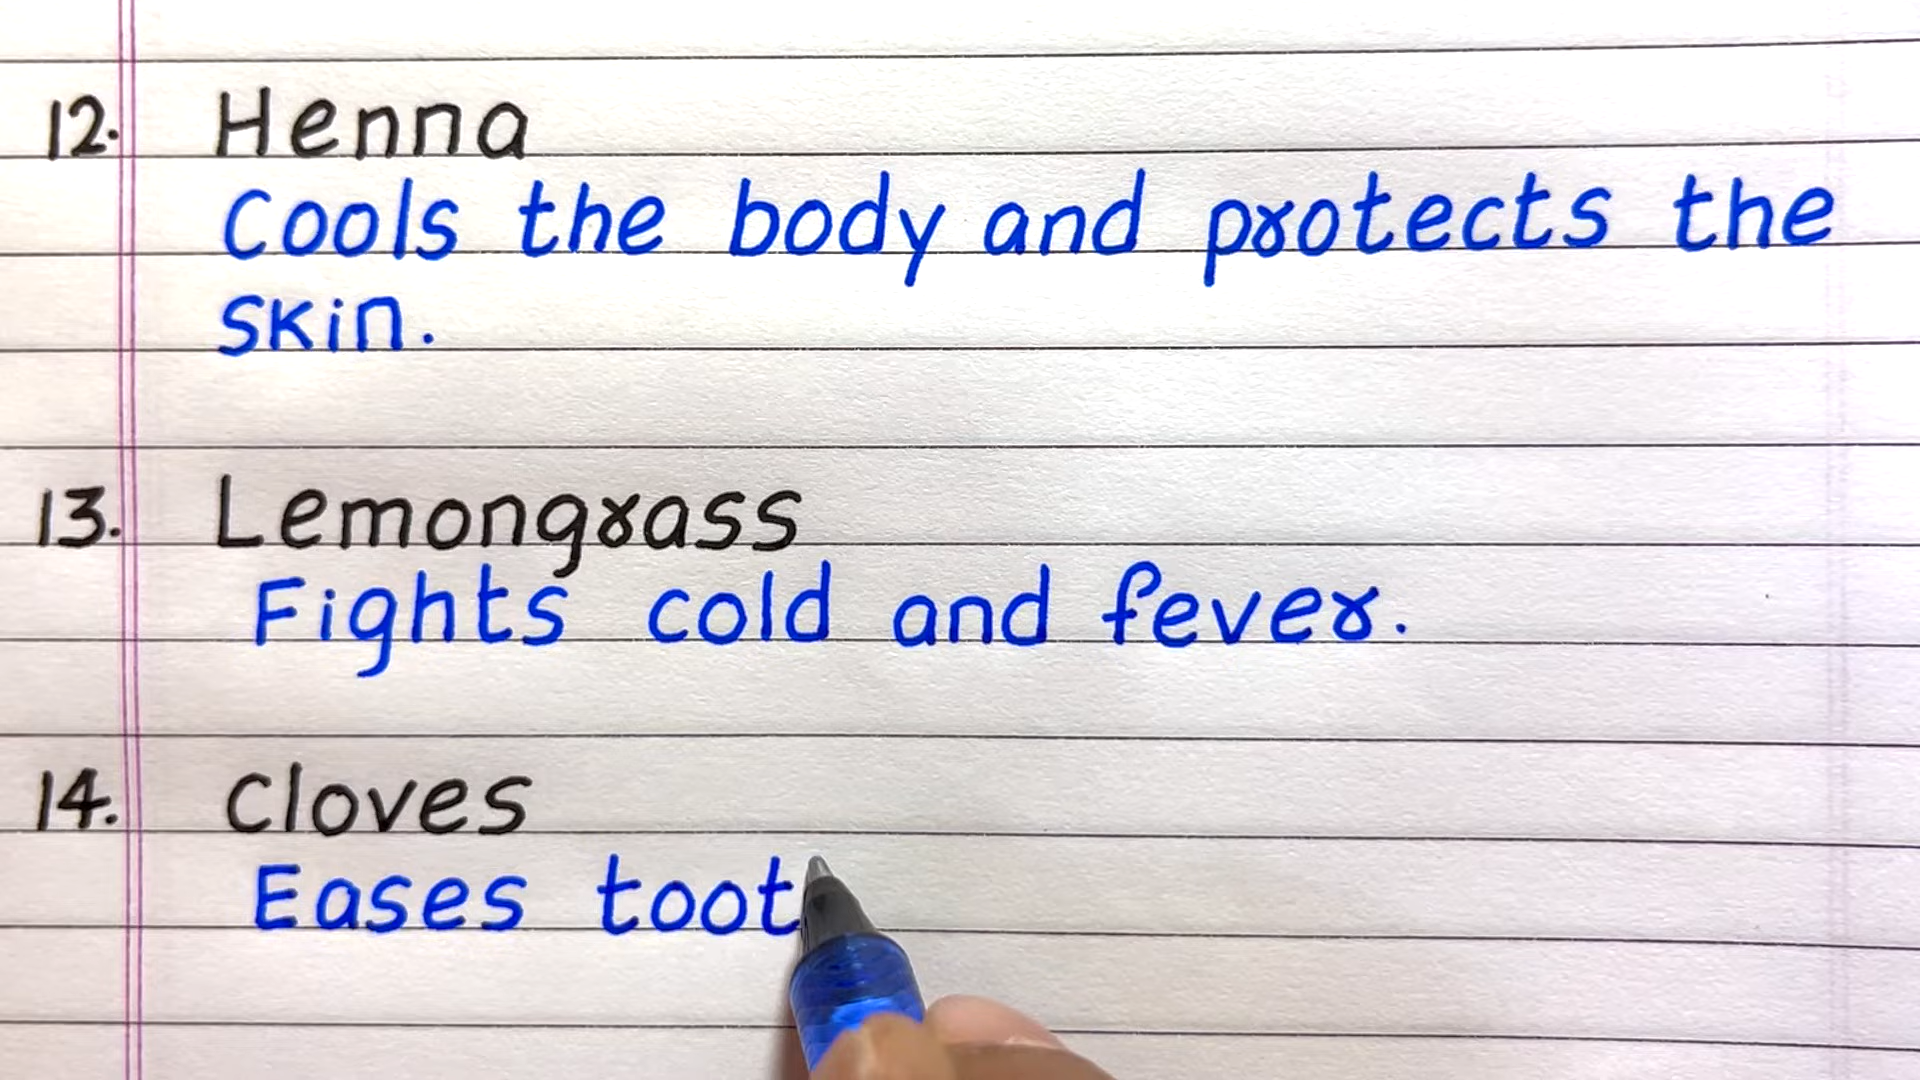 12. Henna
Cools the body and protects the
skin.
13. Lemongrass
Fights cold and fever.
14. Cloves
Eases toot